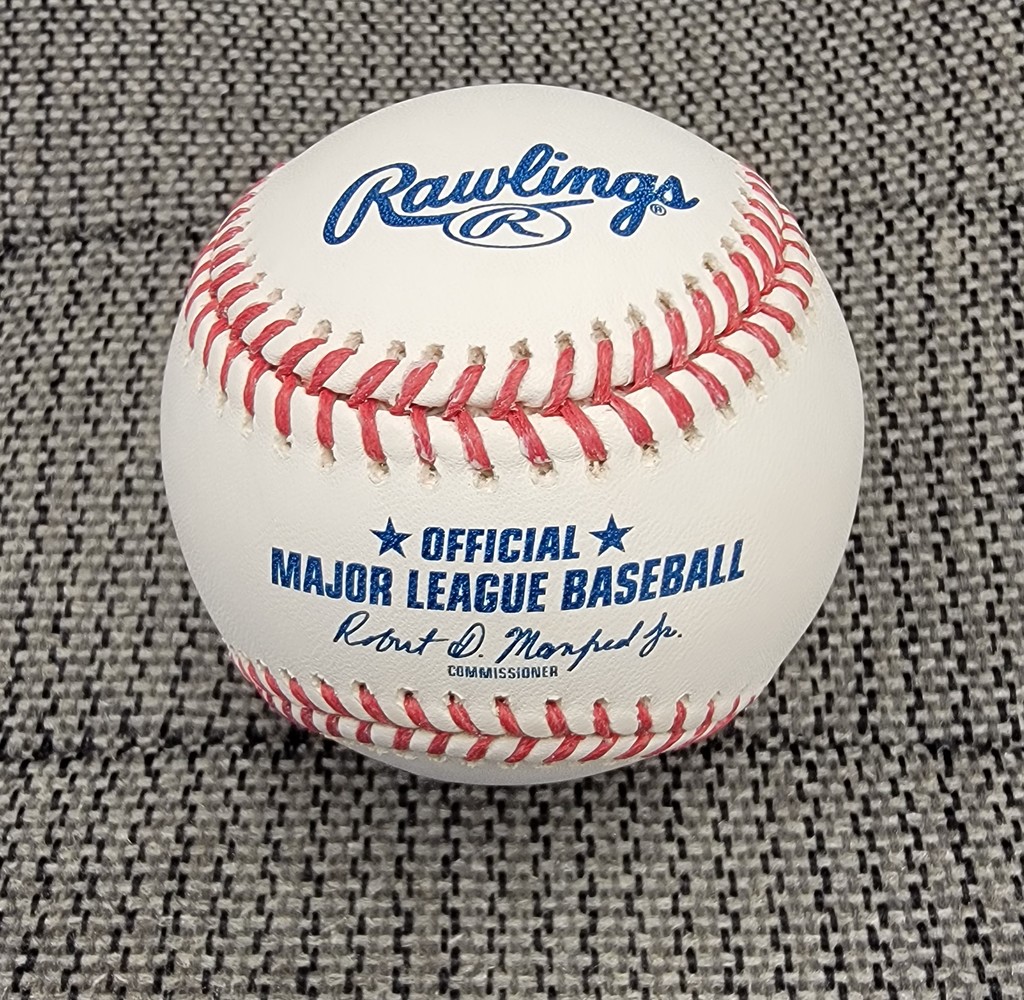 Rawlings®
R
★ OFFICIAL ★
MAJOR LEAGUE BASEBALL
Robert D. Manfred Jr.
COMMISSIONER